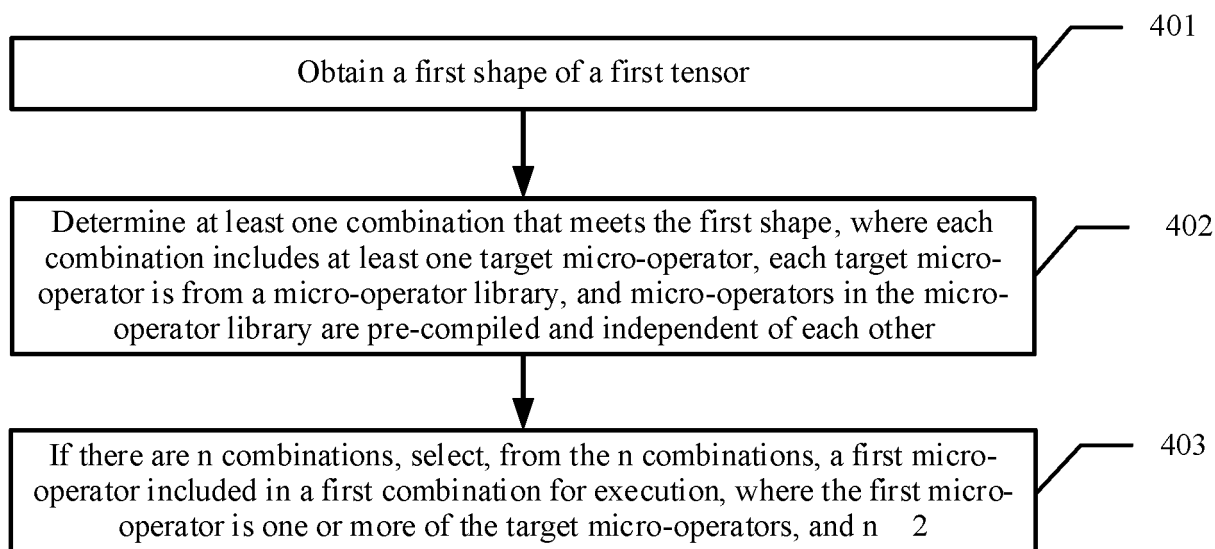 401
Obtain a first shape of a first tensor
Determine at least one combination that meets the first shape, where each
combination includes at least one target micro-operator, each target micro-
operator is from a micro-operator library, and micro-operators in the micro-
operator library are pre-compiled and independent of each other
402
If there are n combinations, select, from the n combinations, a first micro-
operator included in a first combination for execution, where the first micro-
operator is one or more of the target micro-operators, and n 2
403